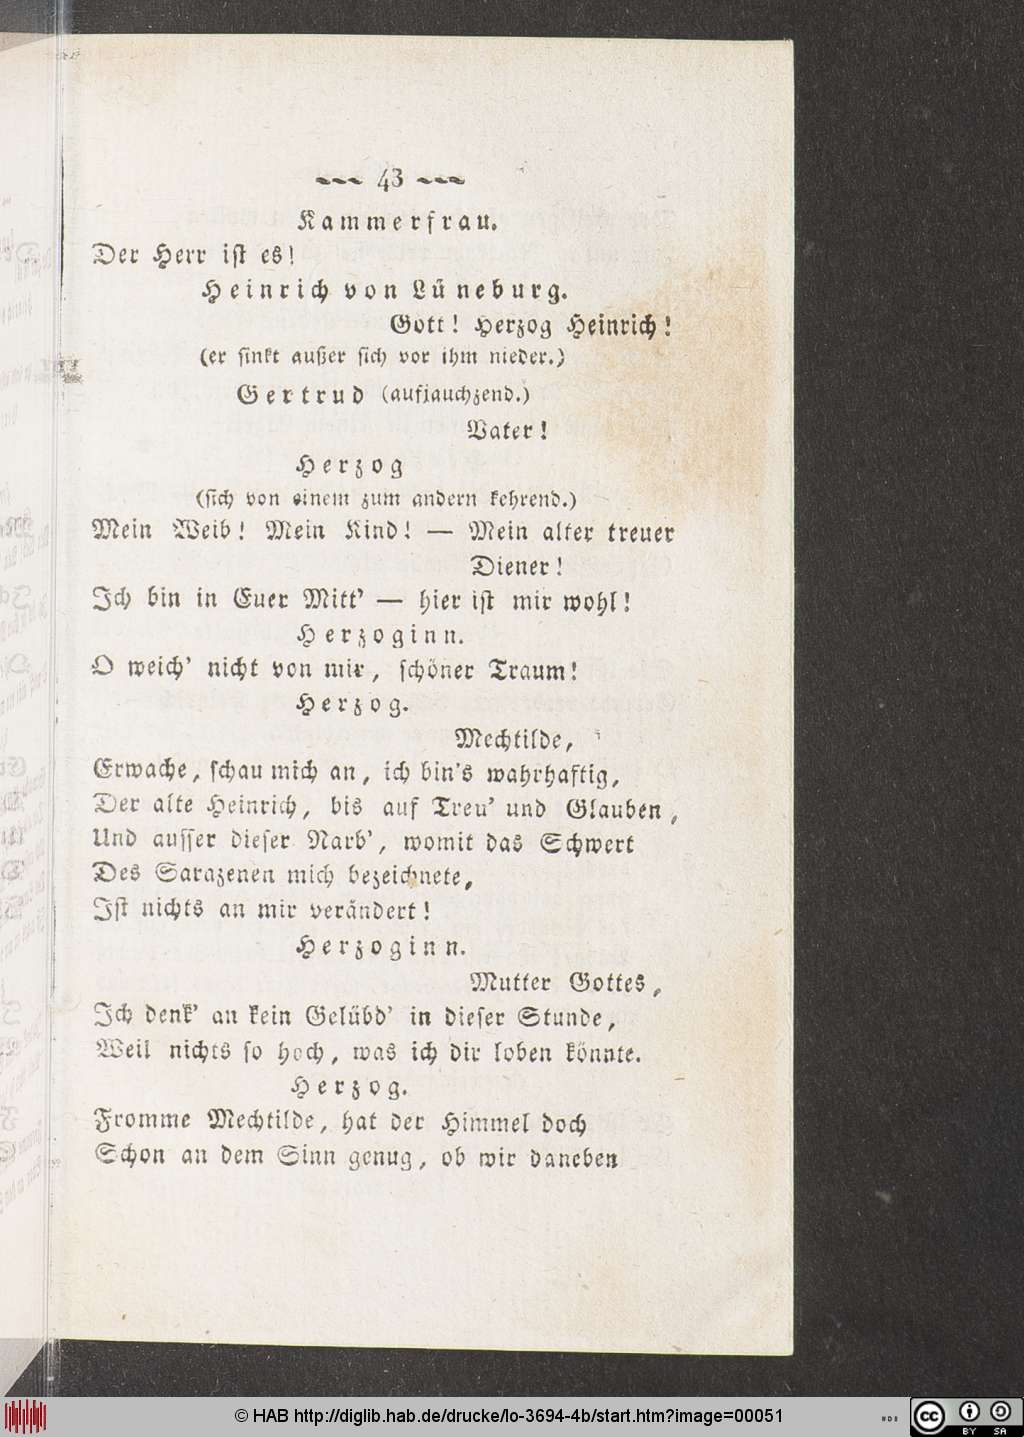 43
Kammerfrau.
Der Herr ist es!
Heinrich von Lüneburg.
Gott! Herzog Heinrich!
(er sinkt außer sich vor ihm nieder.)
Gertrud (aufjauchzend.)
Vater!
Herzog
(sich von einem zum andern kehrend.)
Mein Weib! Mein Kind! — Mein alter treuer
Diener!
Ich bin in Euer Mitt' — hier ist mir wohl!
Herzoginn.
O weich' nicht von mir, schöner Traum!
Herzog.
Mechtilde,
Erwache, schau mich an, ich bin's wahrhaftig,
Der alte Heinrich, bis auf Treu' und Glauben,
Und ausser dieser Narb', womit das Schwert
Des Sarazenen mich bezeichnete,
Ist nichts an mir verändert!
Herzoginn.
Mutter Gottes,
Ich denk' an kein Gelübd' in dieser Stunde,
Weil nichts so hoch, was ich dir loben könnte.
Herzog.
Fromme Mechtilde, hat der Himmel doch
Schon an dem Sinn genug, ob wir daneben
© HAB http://diglib.hab.de/drucke/lo-3694-4b/start.htm?image=00051
CC BY SA